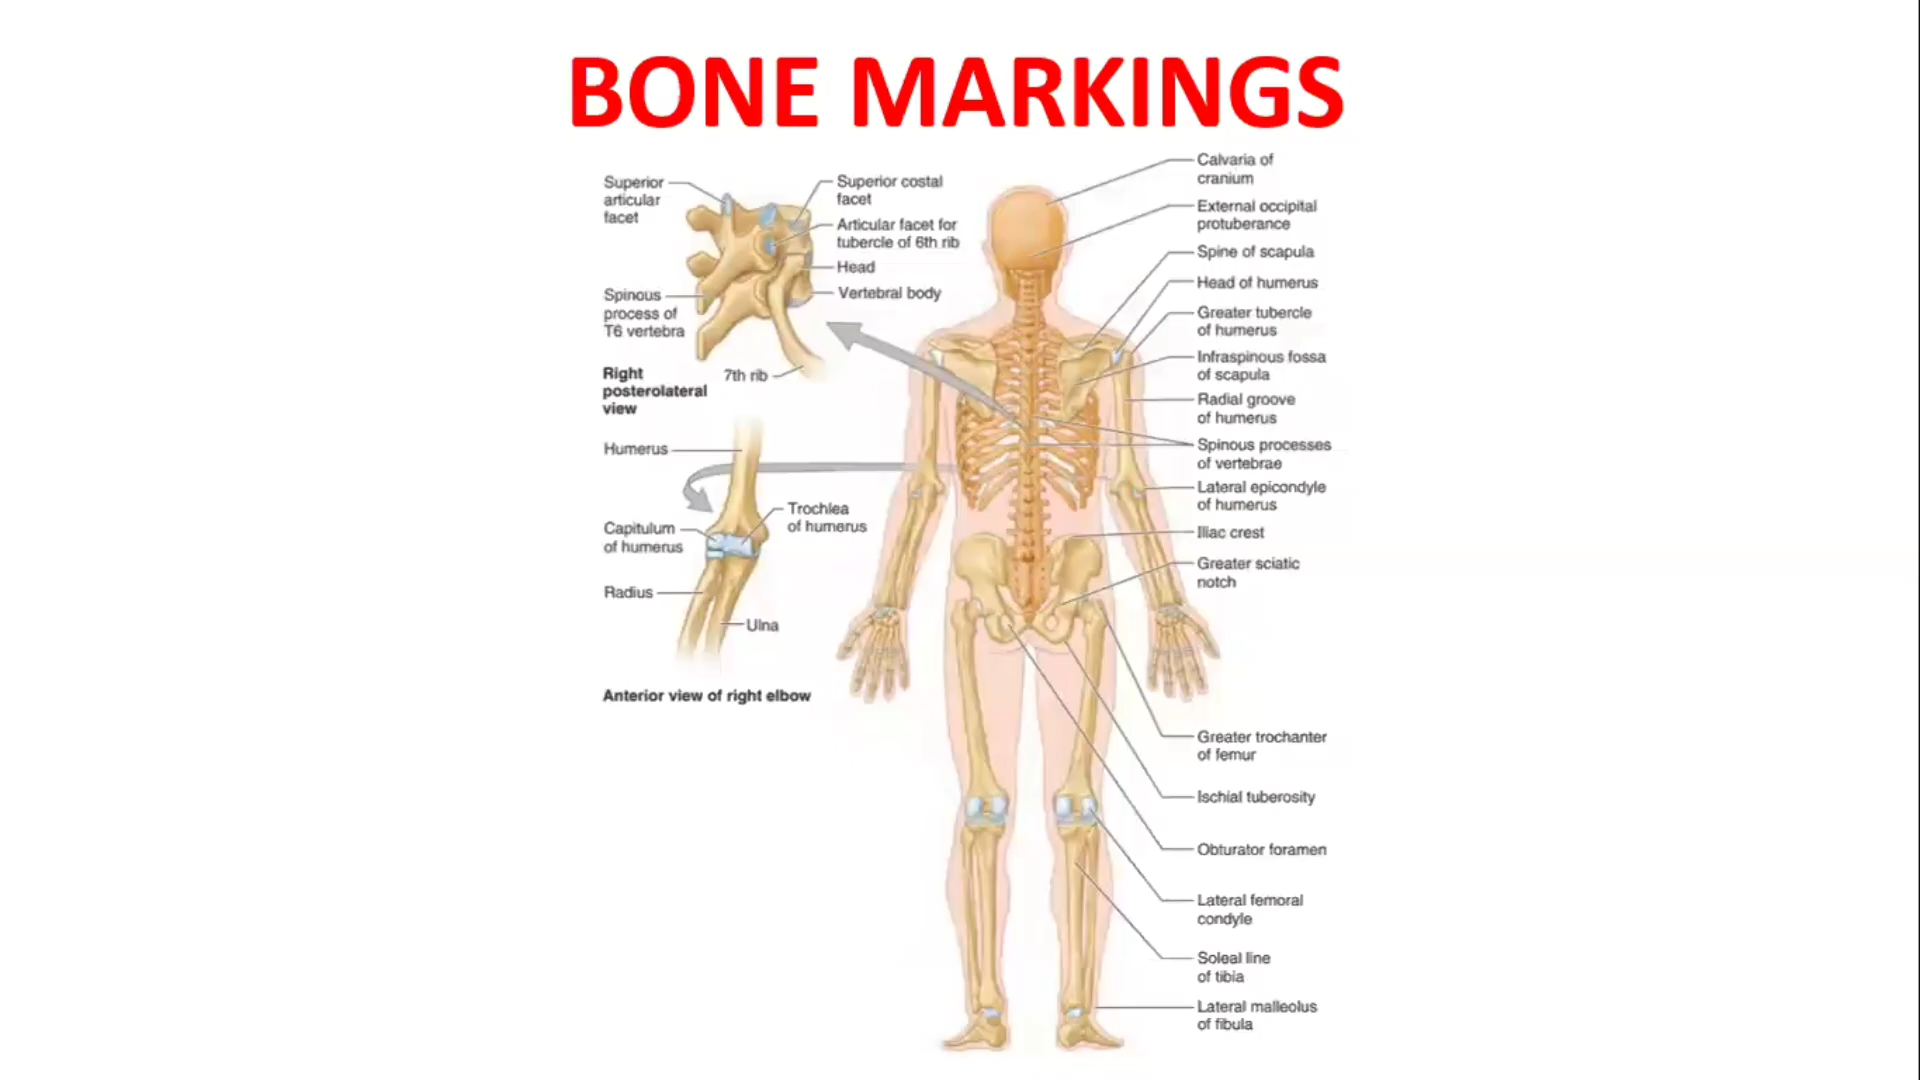 BONE MARKINGS
Superior
articular
facet
Superior costal
facet
Articular facet for
tubercle of 6th rib
Head
Vertebral body
Spinous
process of
T6 vertebra
7th rib
Right
posterolateral
view
Humerus
Trochlea
of humerus
Capitulum
of humerus
Radius
Ulna
Anterior view of right elbow
Calvaria of
cranium
External occipital
protuberance
Spine of scapula
Head of humerus
Greater tubercle
of humerus
Infraspinous fossa
of scapula
Radial groove
of humerus
Spinous processes
of vertebrae
Lateral epicondyle
of humerus
Iliac crest
Greater sciatic
notch
Greater trochanter
of femur
Ischial tuberosity
Obturator foramen
Lateral femoral
condyle
Soleal line
of tibia
Lateral malleolus
of fibula